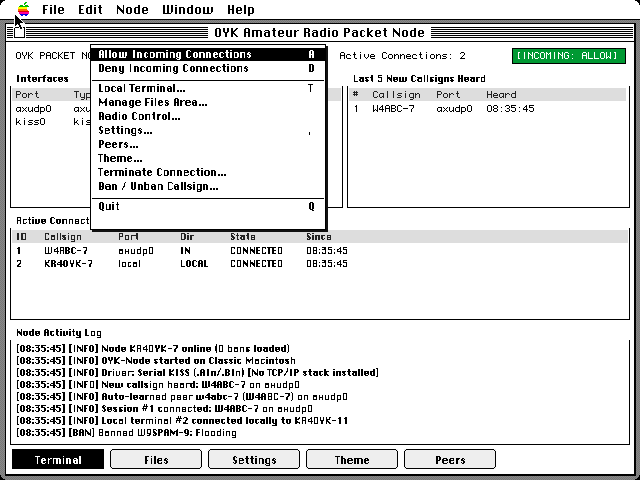 File Edit Node Window Help
OYK Amateur Radio Packet Node
OYK PACKET NO
Active Connections: 2
[INCOMING: ALLOW]
Allow Incoming Connections A
Deny Incoming Connections D
Local Terminal... T
Manage Files Area...
Radio Control...
Settings... ,
Peers...
Theme...
Terminate Connection...
Ban / Unban Callsign...
Quit Q
Interfaces
Port Typ
axudp0 axu
kiss0 kis
Last 5 New Callsigns Heard
# Callsign Port Heard
1 W4ABC-7 axudp0 08:35:45
Active Connect
ID Callsign Port Dir State Since
1 W4ABC-7 axudp0 IN CONNECTED 08:35:45
2 KR4OYK-7 local LOCAL CONNECTED 08:35:45
Node Activity Log
[08:35:45] [INFO] Node KR4OYK-7 online (0 bans loaded)
[08:35:45] [INFO] OYK-Node started on Classic Macintosh
[08:35:45] [INFO] Driver: Serial KISS (.AIn/.BIn) [No TCP/IP stack installed]
[08:35:45] [INFO] New callsign heard: W4ABC-7 on axudp0
[08:35:45] [INFO] Auto-learned peer w4abc-7 (W4ABC-7) on axudp0
[08:35:45] [INFO] Session #1 connected: W4ABC-7 on axudp0
[08:35:45] [INFO] Local terminal #2 connected locally to KR4OYK-11
[08:35:45] [BAN] Banned W9SPAM-9: Flooding
Terminal Files Settings Theme Peers